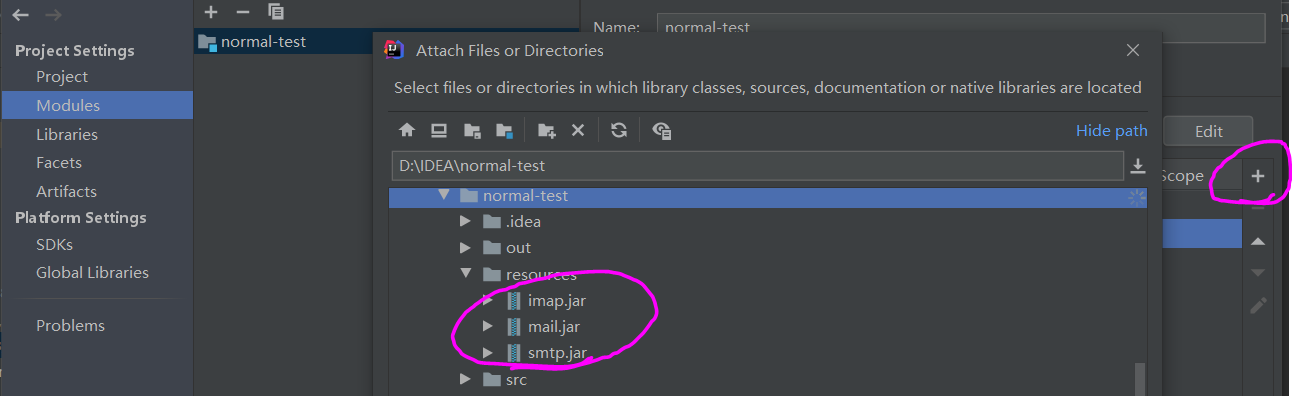 Project Settings
Project
Modules
Libraries
Facets
Artifacts
Platform Settings
SDKs
Global Libraries
Problems
normal-test
Name: normal-test
Attach Files or Directories
Select files or directories in which library classes, sources, documentation or native libraries are located
Hide path
D:\IDEA\normal-test
normal-test
.idea
out
resources
imap.jar
mail.jar
smtp.jar
src
Edit
Scope